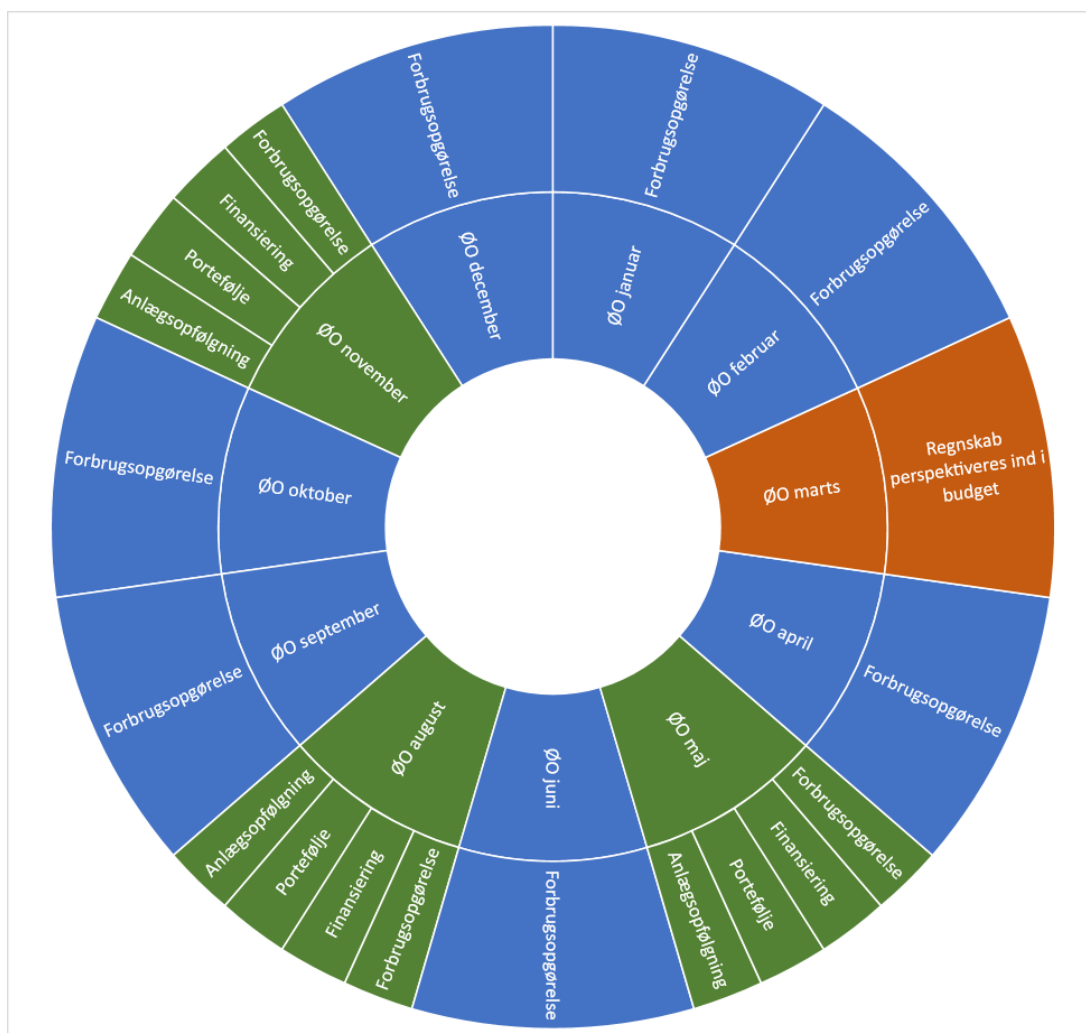 Forbrugsopgørelse
ØO januar
Forbrugsopgørelse
ØO februar
Regnskab
perspektiveres ind i
budget
ØO marts
Forbrugsopgørelse
ØO april
Forbrugsopgørelse
Finansiering
Portefølje
Anlægsopfølgning
ØO maj
Forbrugsopgørelse
ØO juni
Forbrugsopgørelse
Finansiering
Portefølje
Anlægsopfølgning
ØO august
Forbrugsopgørelse
ØO september
Forbrugsopgørelse
ØO oktober
Anlægsopfølgning
Portefølje
Finansiering
Forbrugsopgørelse
ØO november
Forbrugsopgørelse
ØO december